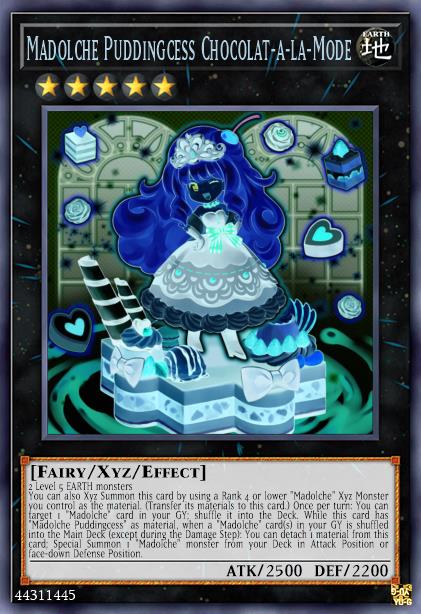 Madolche Puddingcess Chocolat-a-la-Mode
EARTH
地
[Fairy/Xyz/Effect]
2 Level 5 EARTH monsters
You can also Xyz Summon this card by using a Rank 4 or lower "Madolche" Xyz Monster
you control as the material. (Transfer its materials to this card.) Once per turn: You can
target 1 "Madolche" card in your GY; shuffle it into the Deck. While this card has
"Madolche Puddingcess" as material, when a "Madolche" card(s) in your GY is shuffled
into the Main Deck (except during the Damage Step): You can detach 1 material from this
card; Special Summon 1 "Madolche" monster from your Deck in Attack Position or
face-down Defense Position.
ATK/2500 DEF/2200
44311445